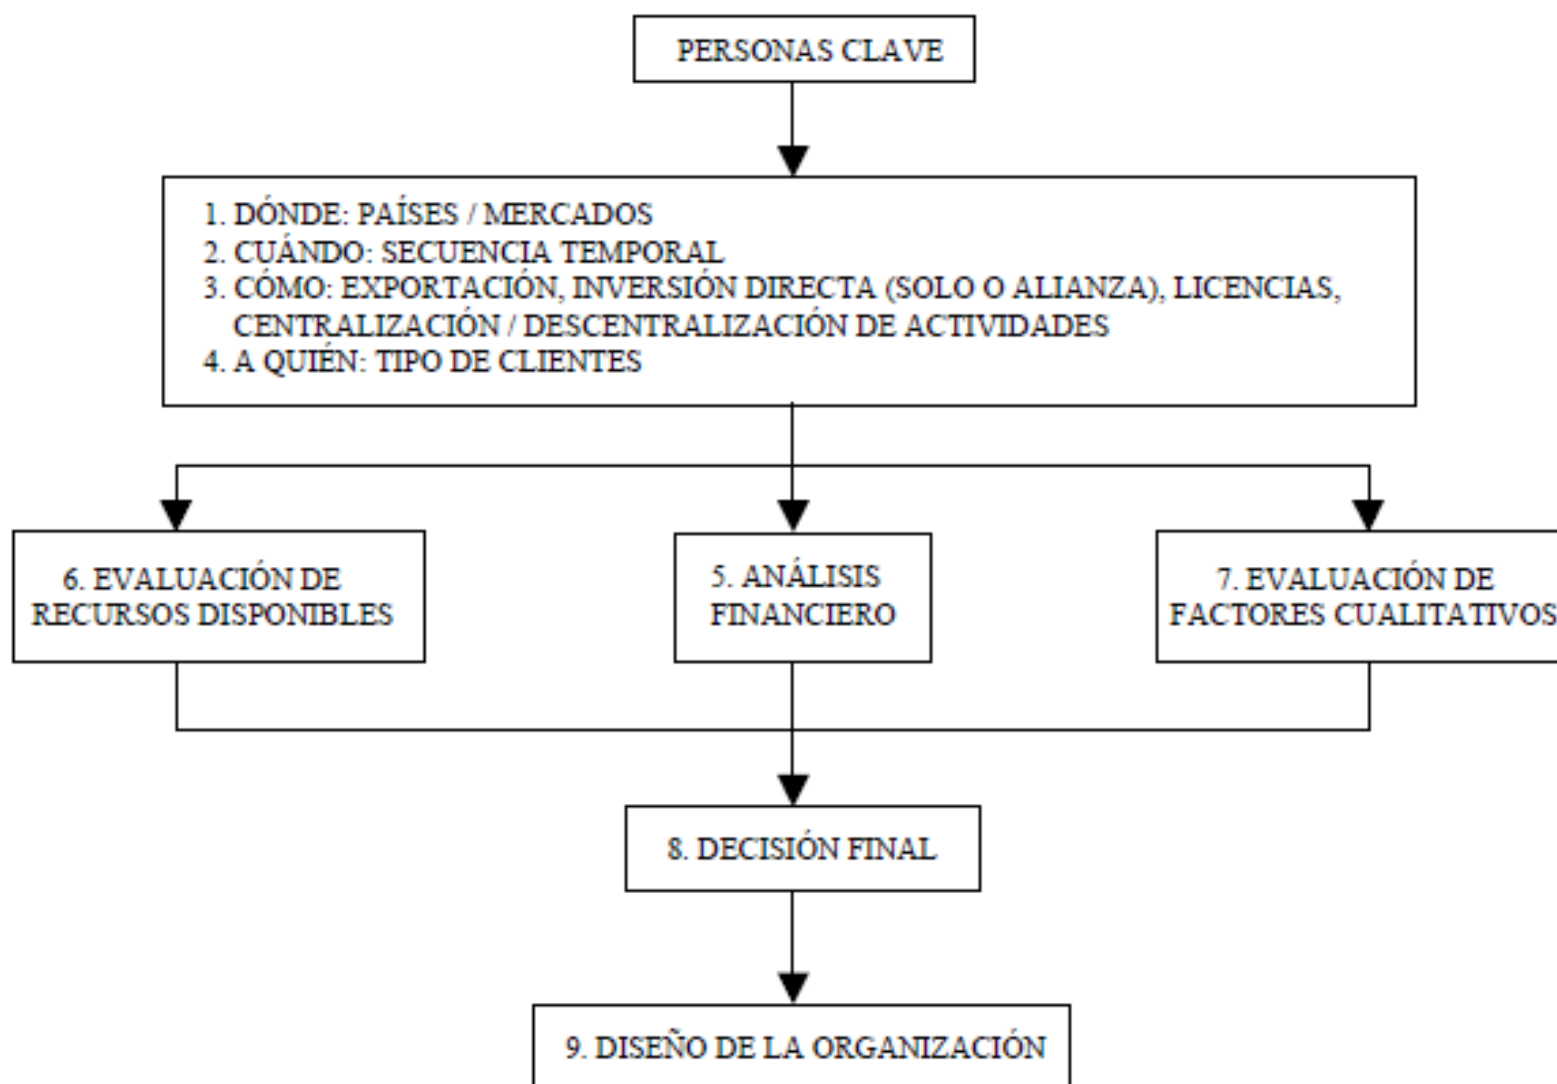 PERSONAS CLAVE
1. DÓNDE: PAÍSES / MERCADOS
2. CUÁNDO: SECUENCIA TEMPORAL
3. CÓMO: EXPORTACIÓN, INVERSIÓN DIRECTA (SOLO O ALIANZA), LICENCIAS,
CENTRALIZACIÓN / DESCENTRALIZACIÓN DE ACTIVIDADES
4. A QUIÉN: TIPO DE CLIENTES
6. EVALUACIÓN DE
RECURSOS DISPONIBLES
5. ANÁLISIS
FINANCIERO
7. EVALUACIÓN DE
FACTORES CUALITATIVOS
8. DECISIÓN FINAL
9. DISEÑO DE LA ORGANIZACIÓN